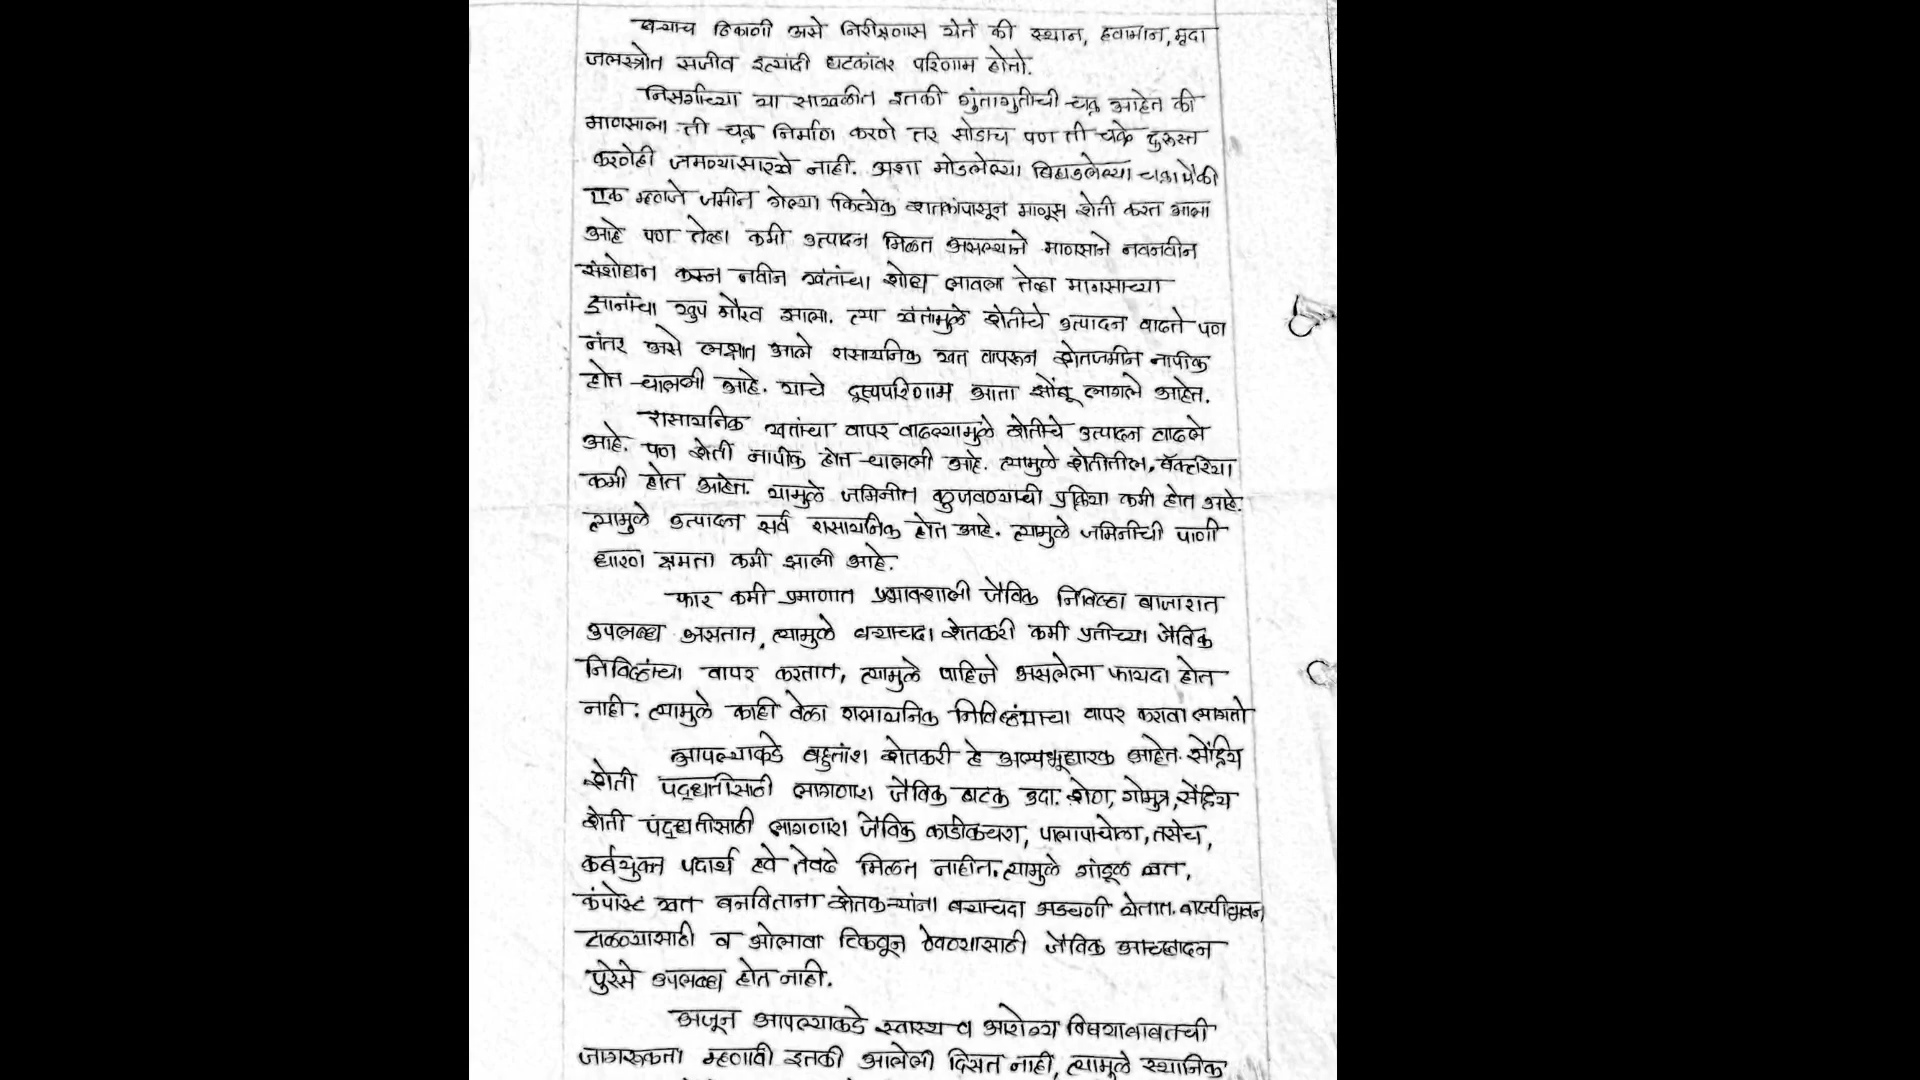 बऱ्याच ठिकाणी असे निरीक्षणास येते की स्थान, हवामान, मृदा
जलस्त्रोत सजीव इत्यादी घटकांवर परिणाम होतो.
निसर्गाच्या या साखळीत इतकी गुंतागुतीची चक्र आहेत की
माणसाला ती चक्र निर्माण करणे तर सोडाच पण ती चक्रे दुरुस्त
करणेही जमण्यासारखे नाही. अशा मोडलेल्या बिघडलेल्या चक्रापैकी
एक म्हणजे जमीन गेल्या कित्येक शतकांपासून माणूस शेती करत आला
आहे पण तेव्हा कमी उत्पादन मिळत असल्याने माणसाने नवनवीन
संशोधन करून नवीन खतांचा शोध लावला तेव्हा माणसाच्या
ज्ञानाचा खुप गौरव झाला. त्या खतांमुळे शेतीचे उत्पादन वाढते पण
नंतर असे लक्षात आले रासायनिक खत वापरून शेतजमीन नापीक
होत चालली आहे. याचे दुष्यपरिणाम आता झोंबू लागले आहेत.
रासायनिक खतांचा वापर वाढल्यामुळे शेतीचे उत्पादन वाढले
आहे. पण शेती नापीक होत चालली आहे. त्यामुळे शेतीतील, बॅक्टरिया
कमी होत आहेत. यामुळे जमिनीत कुजवण्याची प्रक्रिया कमी होत आहे.
त्यामुळे उत्पादन सर्व रासायनिक होत आहे. त्यामुळे जमिनीची पाणी
धारण क्षमता कमी झाली आहे.
फार कमी प्रमाणात प्रभावशाली जैविक निविष्ठा बाजारात
उपलब्ध असतात, त्यामुळे बऱ्याचदा शेतकरी कमी प्रतीच्या जैविक
निविष्ठांचा वापर करतात, त्यामुळे पाहिजे असलेला फायदा होत
नाही. त्यामुळे काही वेळा रासायनिक वापर करावा लागतो
आपल्याकडे बहुतांश शेतकरी हे अल्पभूधारक आहेत. सेंद्रिय
शेती पद्धतीसाठी लागणारा जैविक घटक उदा. शेण, गोमुत्र, सेंद्रिय
शेती पद्धतीसाठी लागणारा जैविक काडीकचरा, पालापाचोळा, तसेच,
कर्बयुक्त पदार्थ हवे तेवढे मिळत नाहीत. त्यामुळे गांडूळ खत,
कंपोस्ट खत बनविताना शेतकऱ्यांना बऱ्याचदा अडचणी येतात. बाष्पीभवन
टाळण्यासाठी व ओलावा टिकवून ठेवण्यासाठी जैविक आच्छादन
पुरेसे उपलब्ध होत नाही.
अजून आपल्याकडे स्वास्थ्य व आरोग्य विषयाबाबतची
जागरूकता म्हणावी इतकी आलेली दिसत नाही, त्यामुळे स्थानिक